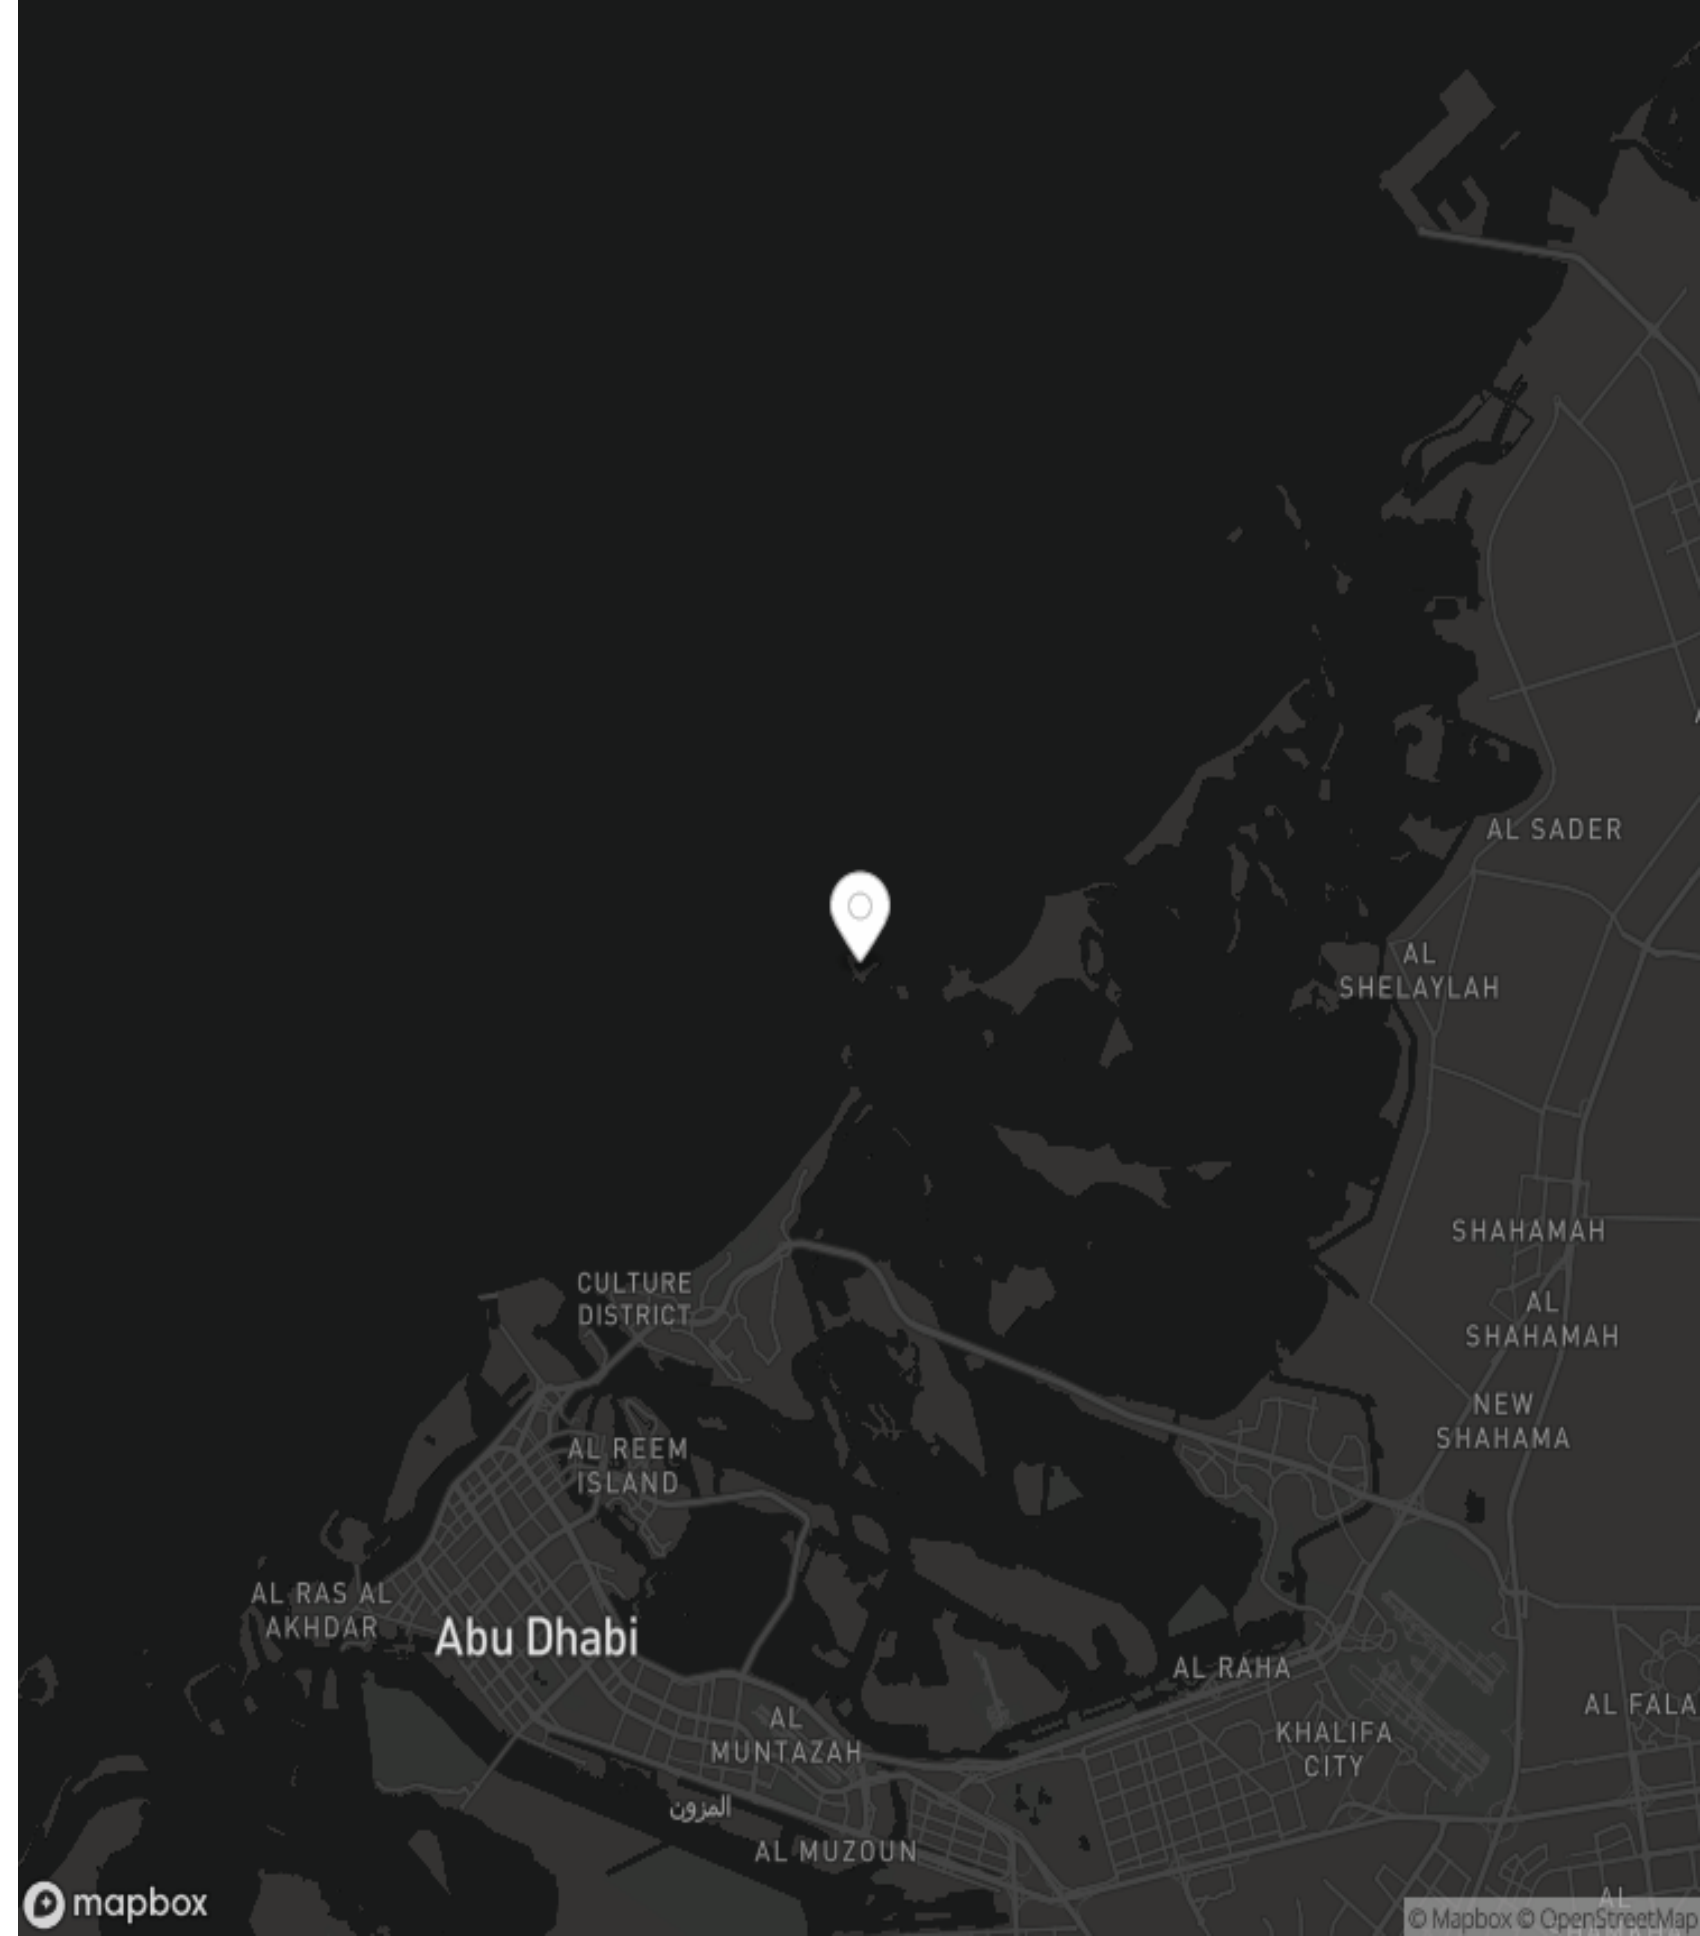 AL SADER
AL
SHELAYLAH
SHAHAMAH
CULTURE
DISTRICT
AL
SHAHAMAH
NEW
SHAHAMA
AL REEM
ISLAND
AL RAS AL
AKHDAR
Abu Dhabi
AL RAHA
AL FALA
AL
MUNTAZAH
KHALIFA
CITY
المزون
AL MUZOUN
AL
mapbox
© Mapbox © OpenStreetMap